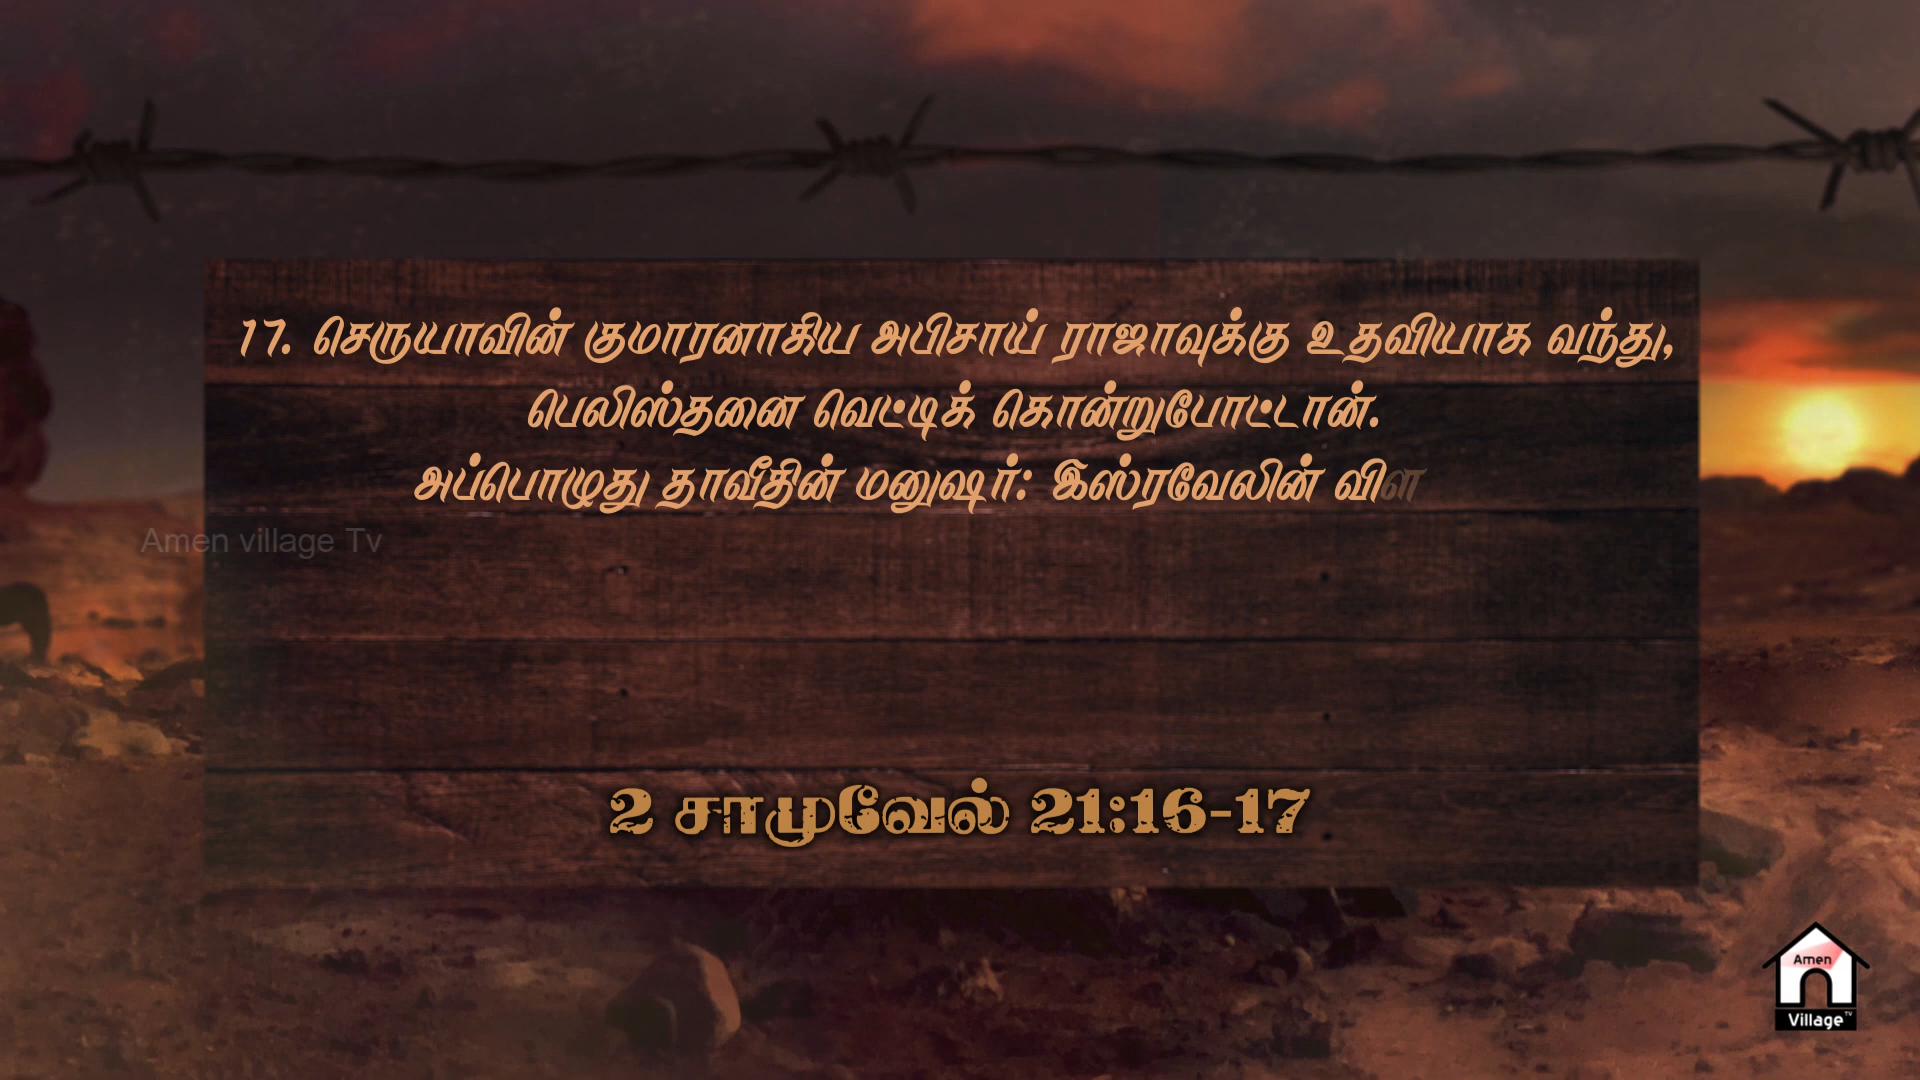 17. செருயாவின் குமாரனாகிய அபிசாய் ராஜாவுக்கு உதவியாக வந்து,
பெலிஸ்தனை வெட்டிக் கொன்றுபோட்டான்.
அப்பொழுது தாவீதின் மனுஷர்: இஸ்ரவேலின் விள
Amen village Tv
2 சாமுவேல் 21:16-17
Amen
Village TV